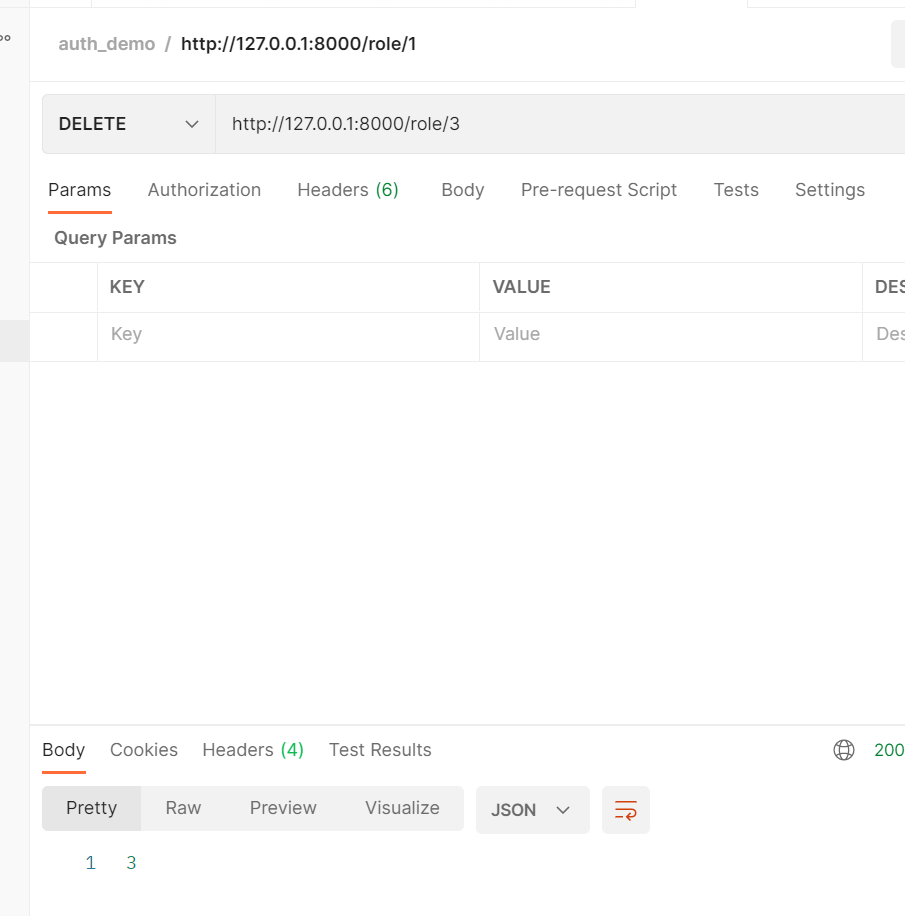 auth_demo / http://127.0.0.1:8000/role/1
DELETE http://127.0.0.1:8000/role/3
Params Authorization Headers (6) Body Pre-request Script Tests Settings
Query Params
KEY VALUE DES
Key Value Des
Body Cookies Headers (4) Test Results 200
Pretty Raw Preview Visualize JSON
1 3